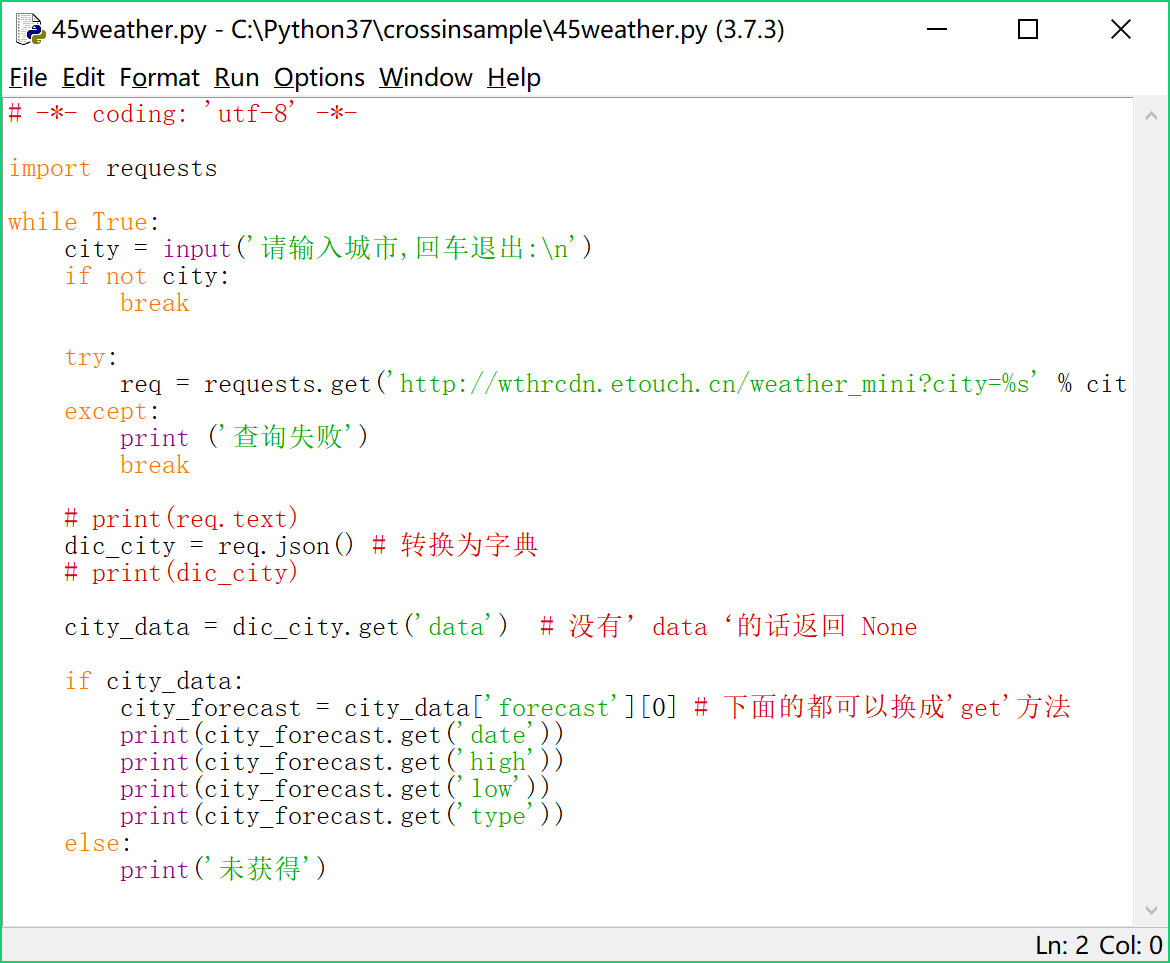 45weather.py - C:\Python37\crossinsample\45weather.py (3.7.3)
File Edit Format Run Options Window Help
# -*- coding: 'utf-8' -*-
import requests
while True:
    city = input('请输入城市,回车退出:\n')
    if not city:
        break
    try:
        req = requests.get('http://wthrcdn.etouch.cn/weather_mini?city=%s' % cit
    except:
        print ('查询失败')
        break
    # print(req.text)
    dic_city = req.json() # 转换为字典
    # print(dic_city)
    city_data = dic_city.get('data')  # 没有’data‘的话返回 None
    if city_data:
        city_forecast = city_data['forecast'][0] # 下面的都可以换成'get'方法
        print(city_forecast.get('date'))
        print(city_forecast.get('high'))
        print(city_forecast.get('low'))
        print(city_forecast.get('type'))
    else:
        print('未获得')
Ln: 2 Col: 0